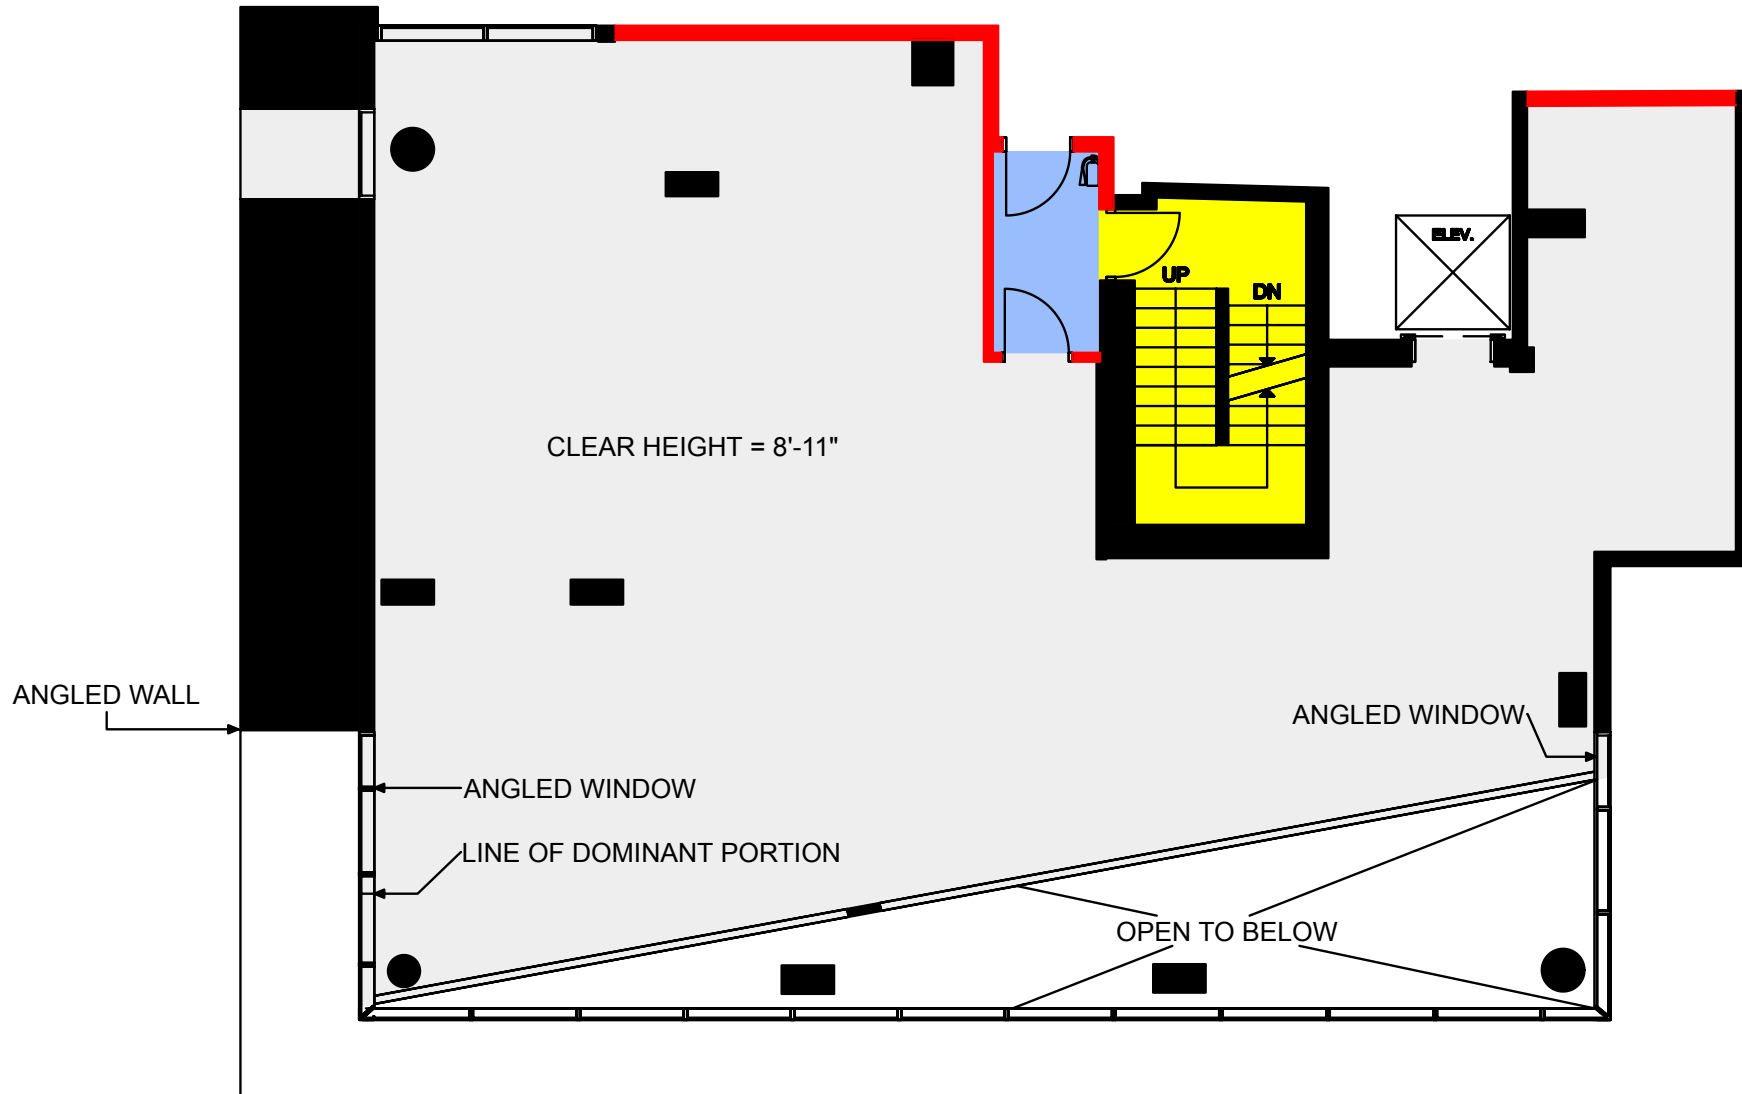 ELEV.
UP
DN
CLEAR HEIGHT = 8'-11"
ANGLED WALL
ANGLED WINDOW
ANGLED WINDOW
LINE OF DOMINANT PORTION
OPEN TO BELOW